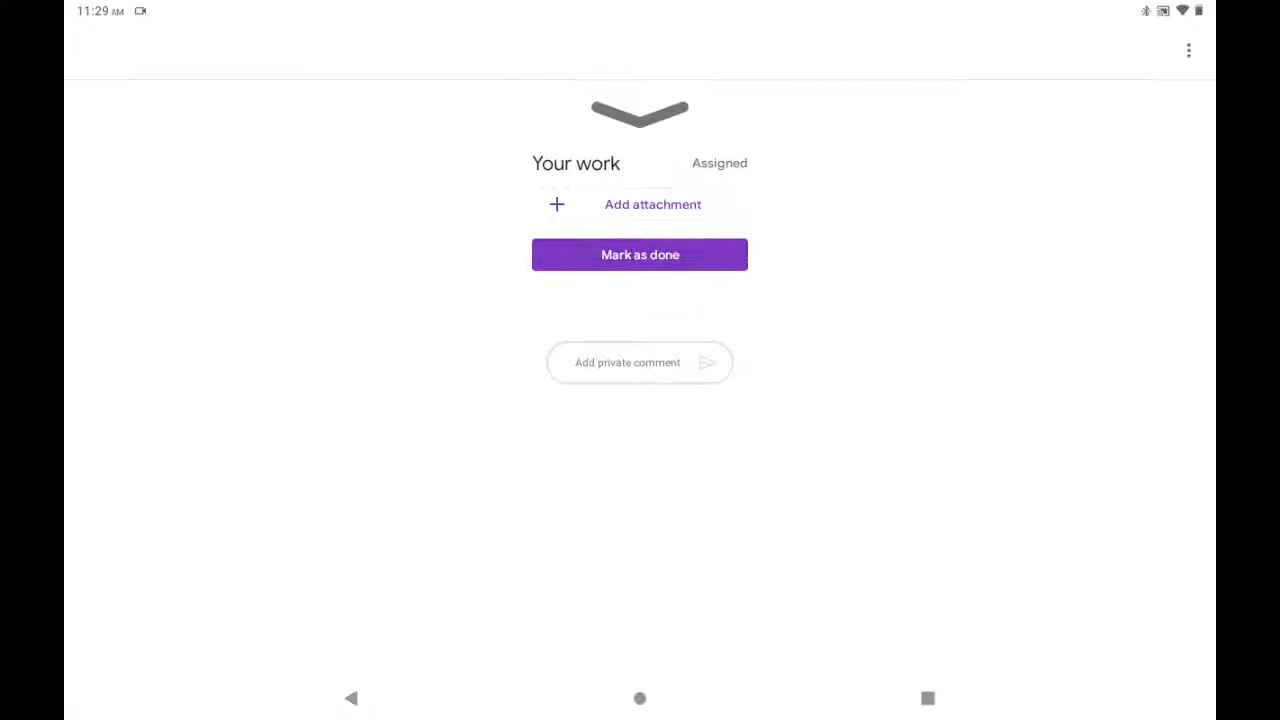 11:29 AM
Your work Assigned
Add attachment
Mark as done
Add private comment